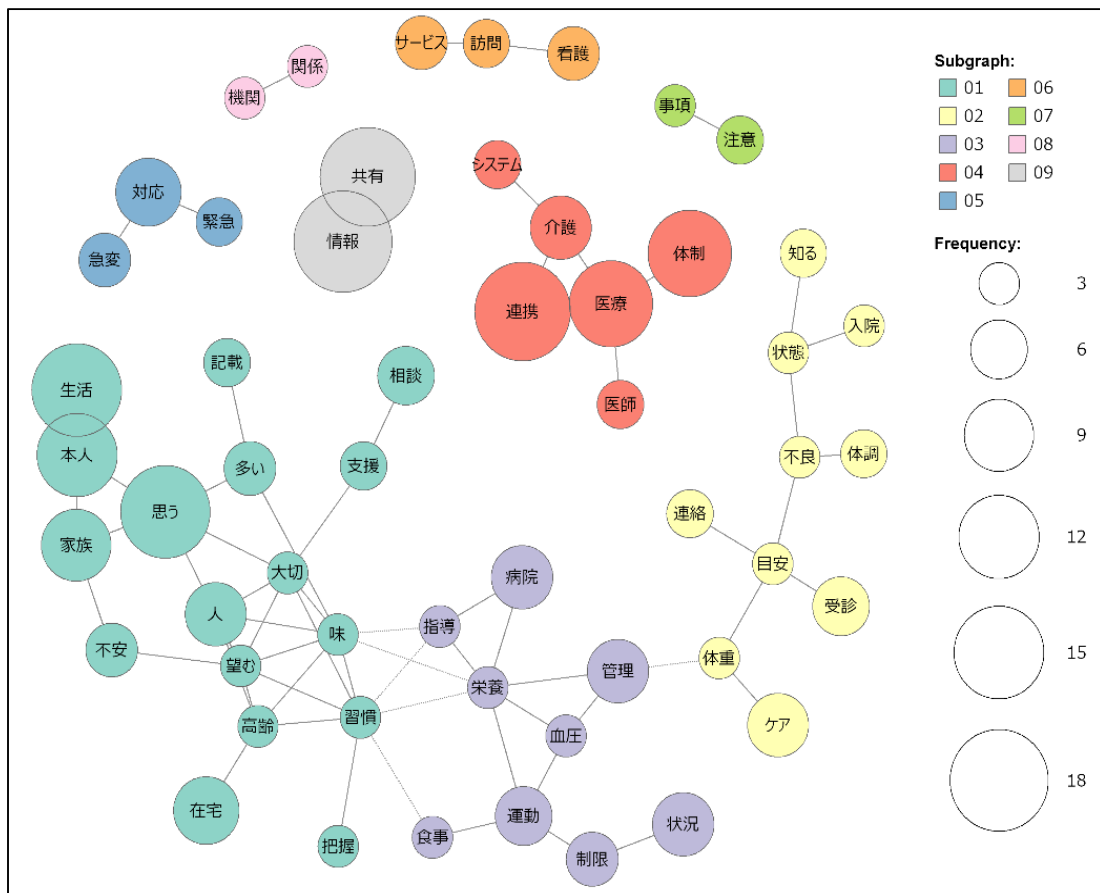 サービス
訪問
看護
関係
機関
事項
注意
Subgraph:
01
06
02
07
03
08
04
09
05
共有
情報
対応
緊急
急変
システム
介護
体制
連携
医療
医師
知る
入院
状態
不良
体調
連絡
目安
受診
体重
ケア
Frequency:
3
6
9
12
15
18
記載
相談
生活
本人
多い
支援
思う
家族
大切
人
味
不安
望む
高齢
習慣
在宅
把握
病院
指導
管理
栄養
血圧
運動
食事
状況
制限